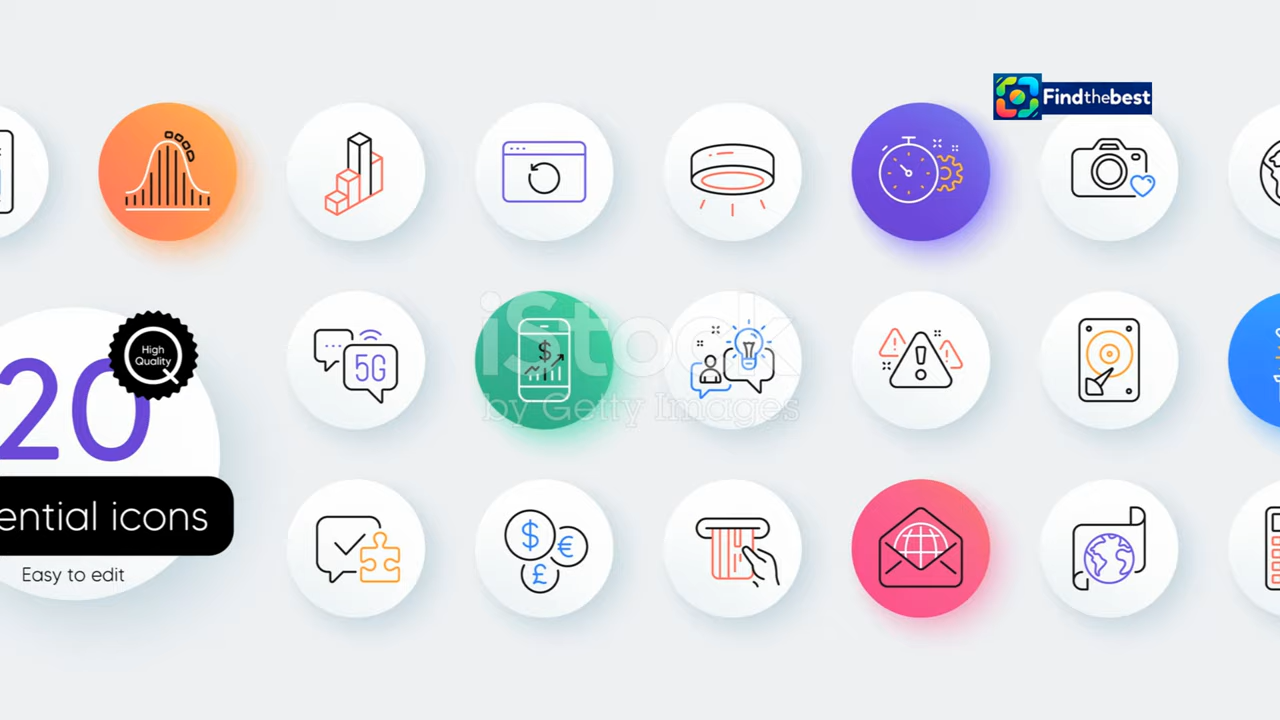 Findthebest
High
Quality
20
ential icons
Easy to edit
5G
$
iStock
by Getty Images
$
€
£